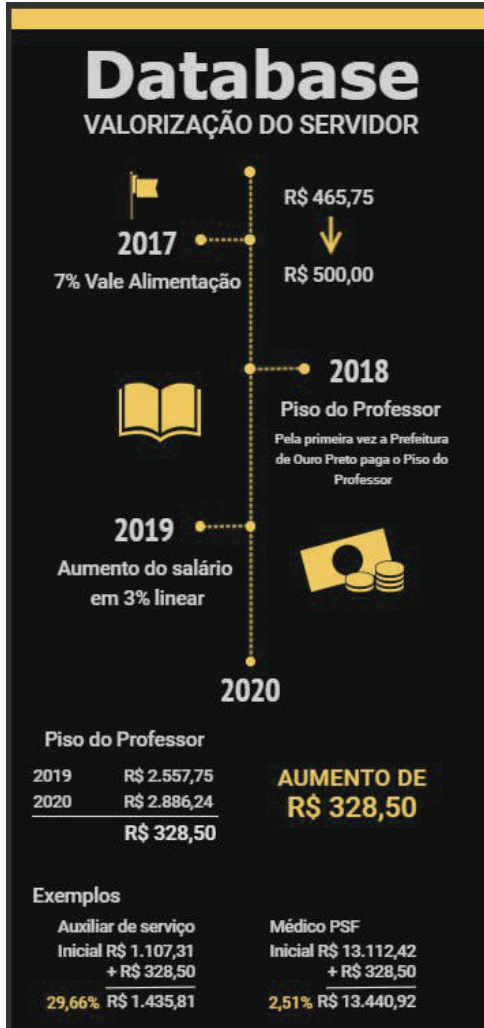 Database
VALORIZAÇÃO DO SERVIDOR
R$ 465,75
2017
7% Vale Alimentação
R$ 500,00
2018
Piso do Professor
Pela primeira vez a Prefeitura
de Ouro Preto paga o Piso do
Professor
2019
Aumento do salário
em 3% linear
2020
Piso do Professor
2019 R$ 2.557,75
2020 R$ 2.886,24
R$ 328,50
AUMENTO DE
R$ 328,50
Exemplos
Auxiliar de serviço
Inicial R$ 1.107,31
+ R$ 328,50
29,66% R$ 1.435,81
Médico PSF
Inicial R$ 13.112,42
+ R$ 328,50
2,51% R$ 13.440,92